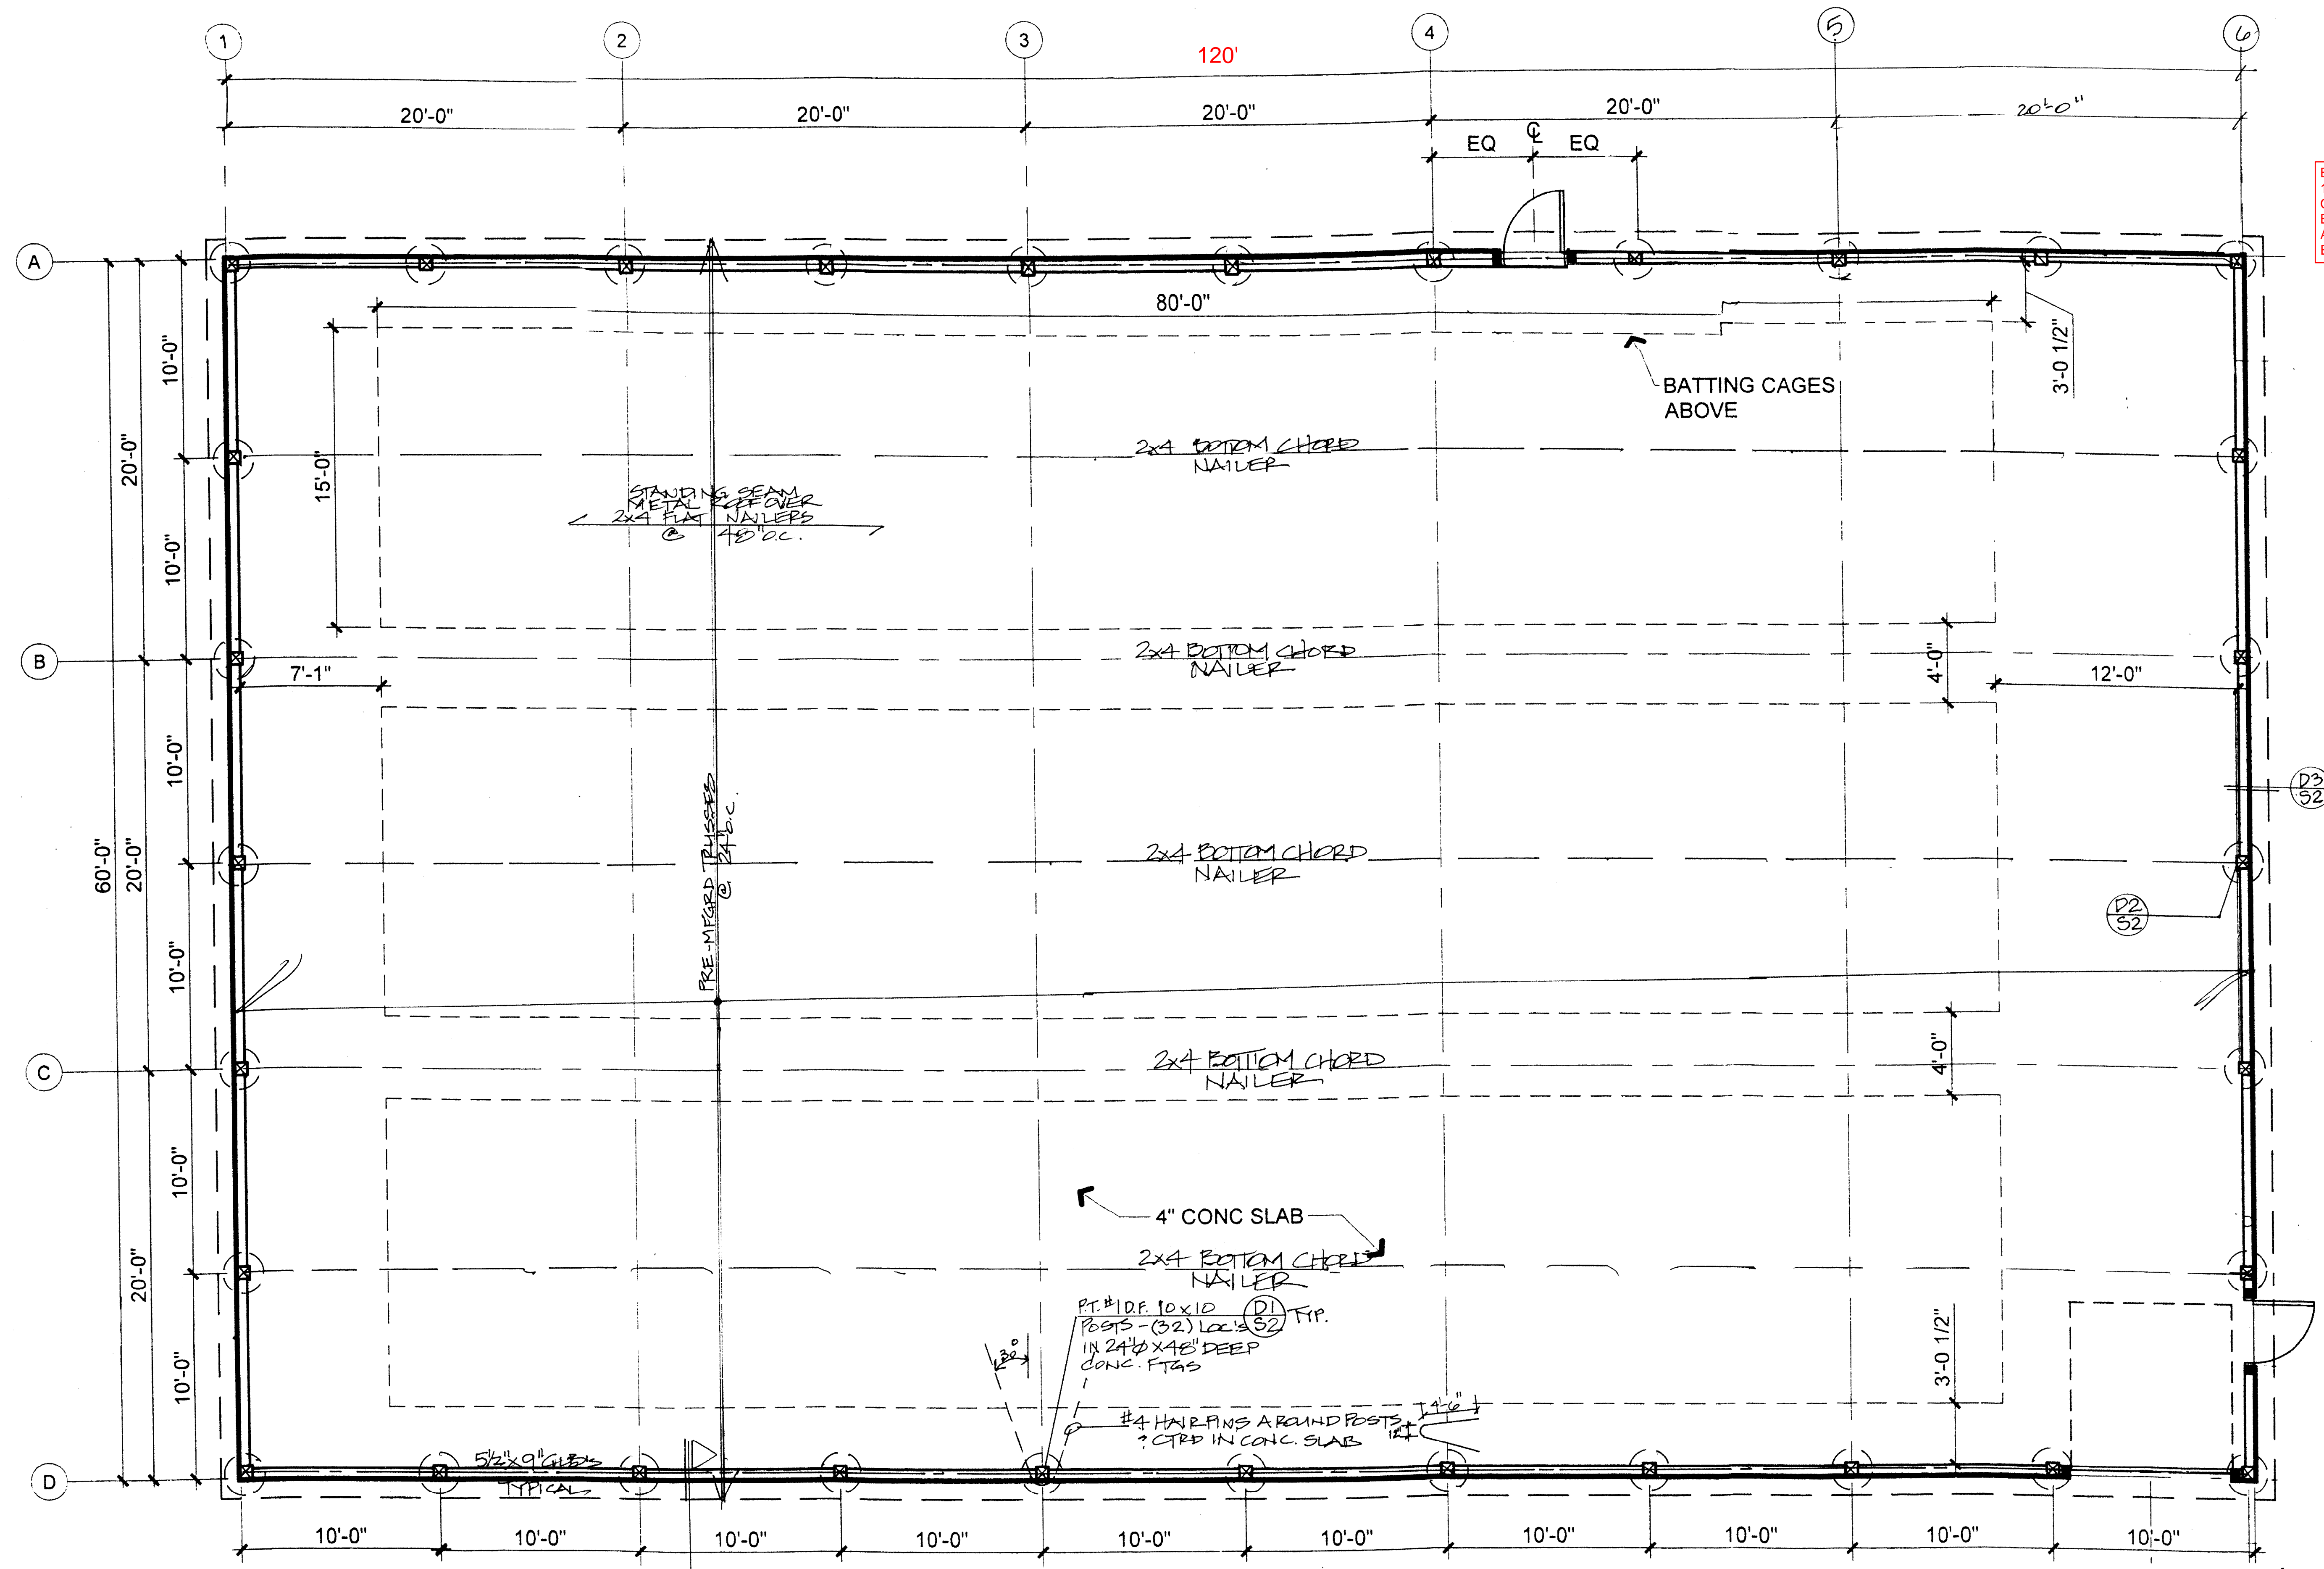 1
2
3
4
5
6
120'
20'-0"
20'-0"
20'-0"
20'-0"
20'-0"
EQ
℄
EQ
A
80'-0"
3'-0 1/2"
BATTING CAGES
ABOVE
10'-0"
20'-0"
15'-0"
2x4 BOTTOM CHORD
NAILER
STANDING SEAM
METAL ROOF OVER
2x4 FLAT NAILERS
@ 48" O.C.
10'-0"
B
7'-1"
2x4 BOTTOM CHORD
NAILER
4'-0"
12'-0"
10'-0"
PRE-MFGRD TRUSSES
@ 24" O.C.
D3
S2
60'-0"
20'-0"
2x4 BOTTOM CHORD
NAILER
D2
S2
10'-0"
C
2x4 BOTTOM CHORD
NAILER
4'-0"
10'-0"
20'-0"
4" CONC SLAB
2x4 BOTTOM CHORD
NAILER
P.T. #1 D.F. 10x10
POSTS - (32) LOC'S
IN 24"Ø X 48" DEEP
CONC. FTGS
D1
S2
TYP.
30°
3'-0 1/2"
10'-0"
#4 HAIRPINS AROUND POSTS
CTRD IN CONC. SLAB
4'-6"
12"
D
5½"x9" GLB'S
TYPICAL
10'-0"
10'-0"
10'-0"
10'-0"
10'-0"
10'-0"
10'-0"
10'-0"
10'-0"
10'-0"